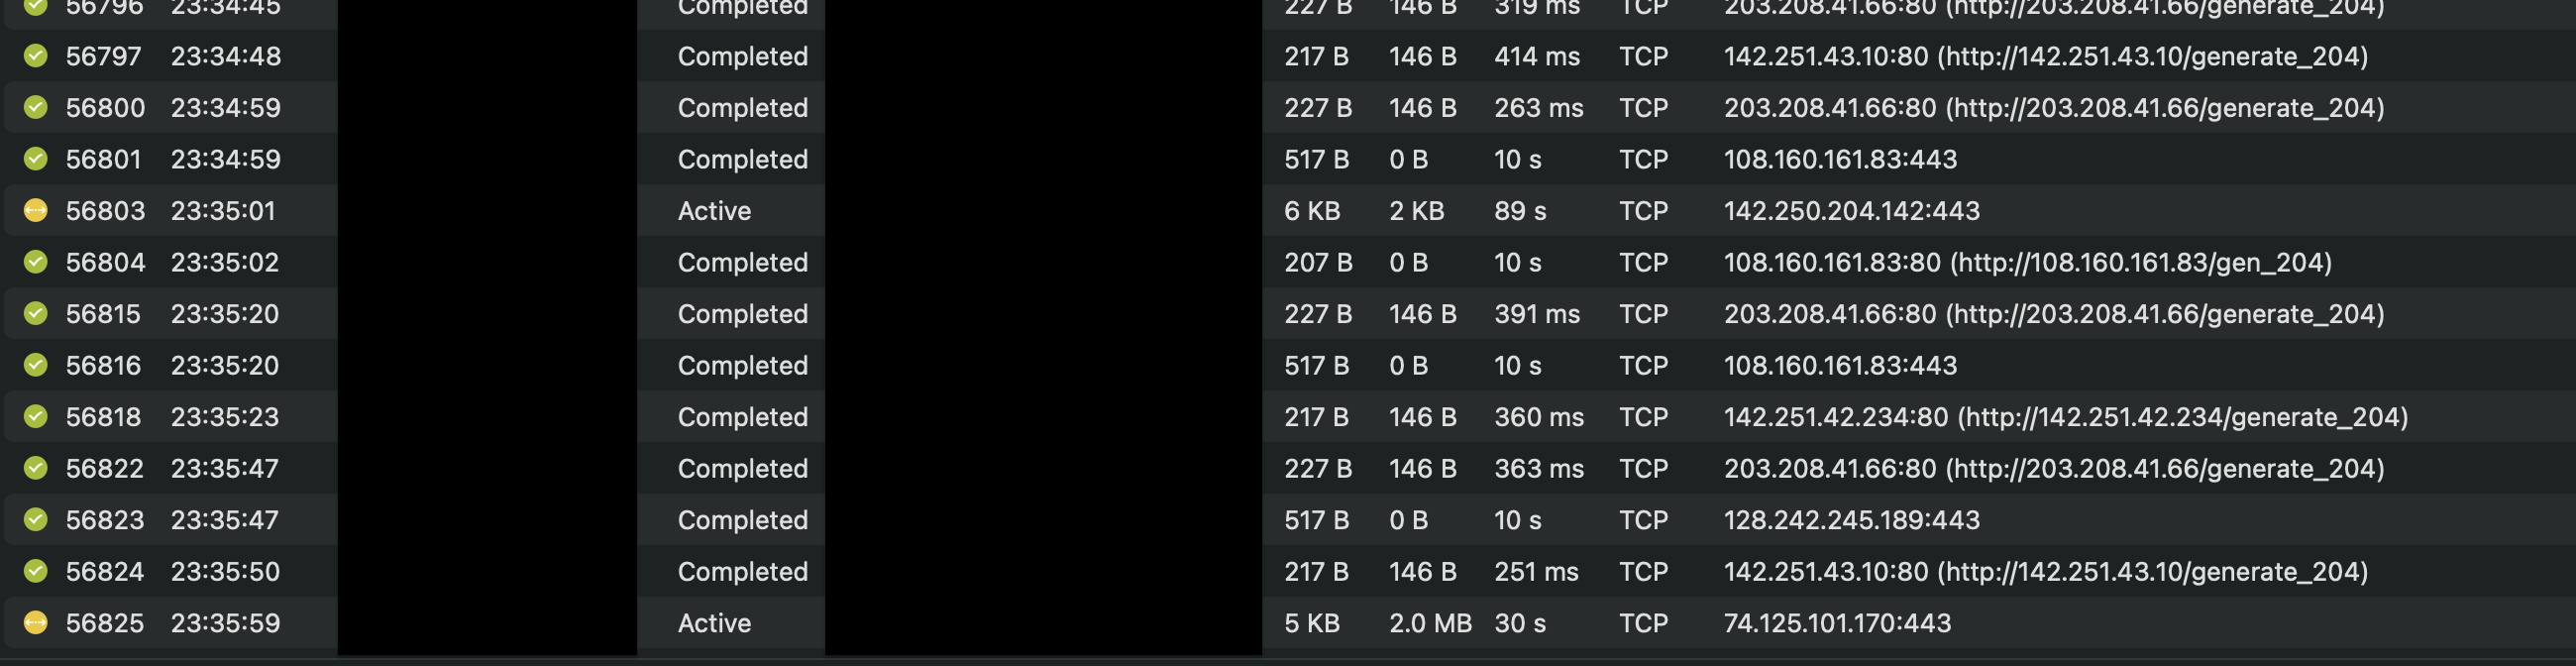 56796 23:34:45 Completed 227 B 146 B 319 ms TCP 203.208.41.66:80 (http://203.208.41.66/generate_204)
56797 23:34:48 Completed 217 B 146 B 414 ms TCP 142.251.43.10:80 (http://142.251.43.10/generate_204)
56800 23:34:59 Completed 227 B 146 B 263 ms TCP 203.208.41.66:80 (http://203.208.41.66/generate_204)
56801 23:34:59 Completed 517 B 0 B 10 s TCP 108.160.161.83:443
56803 23:35:01 Active 6 KB 2 KB 89 s TCP 142.250.204.142:443
56804 23:35:02 Completed 207 B 0 B 10 s TCP 108.160.161.83:80 (http://108.160.161.83/gen_204)
56815 23:35:20 Completed 227 B 146 B 391 ms TCP 203.208.41.66:80 (http://203.208.41.66/generate_204)
56816 23:35:20 Completed 517 B 0 B 10 s TCP 108.160.161.83:443
56818 23:35:23 Completed 217 B 146 B 360 ms TCP 142.251.42.234:80 (http://142.251.42.234/generate_204)
56822 23:35:47 Completed 227 B 146 B 363 ms TCP 203.208.41.66:80 (http://203.208.41.66/generate_204)
56823 23:35:47 Completed 517 B 0 B 10 s TCP 128.242.245.189:443
56824 23:35:50 Completed 217 B 146 B 251 ms TCP 142.251.43.10:80 (http://142.251.43.10/generate_204)
56825 23:35:59 Active 5 KB 2.0 MB 30 s TCP 74.125.101.170:443